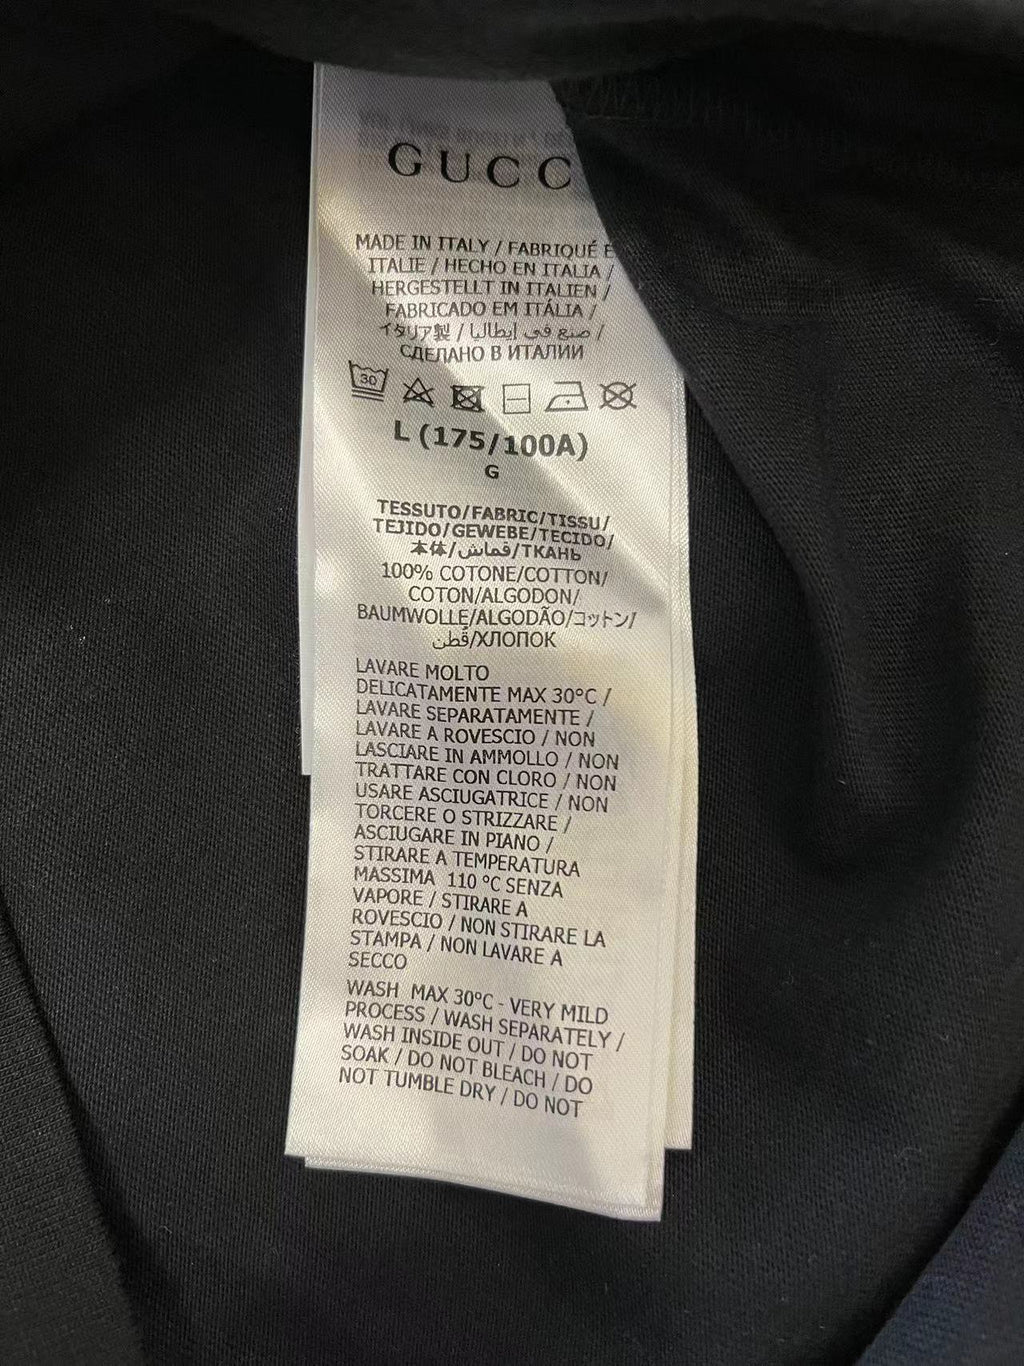 GUCC
MADE IN ITALY / FABRIQUÉ E
ITALIE / HECHO EN ITALIA /
HERGESTELLT IN ITALIEN /
FABRICADO EM ITÁLIA /
イタリア製 / صنع في إيطاليا /
СДЕЛАНО В ИТАЛИИ
30
L (175/100A)
G
TESSUTO/FABRIC/TISSU/
TEJIDO/GEWEBE/TECIDO/
本体/قماش/ТКАНЬ
100% COTONE/COTTON/
COTON/ALGODON/
BAUMWOLLE/ALGODÃO/コットン/
قطن/ХЛОПОК
LAVARE MOLTO
DELICATAMENTE MAX 30°C /
LAVARE SEPARATAMENTE /
LAVARE A ROVESCIO / NON
LASCIARE IN AMMOLLO / NON
TRATTARE CON CLORO / NON
USARE ASCIUGATRICE / NON
TORCERE O STRIZZARE /
ASCIUGARE IN PIANO /
STIRARE A TEMPERATURA
MASSIMA 110 °C SENZA
VAPORE / STIRARE A
ROVESCIO / NON STIRARE LA
STAMPA / NON LAVARE A
SECCO
WASH MAX 30°C - VERY MILD
PROCESS / WASH SEPARATELY /
WASH INSIDE OUT / DO NOT
SOAK / DO NOT BLEACH / DO
NOT TUMBLE DRY / DO NOT